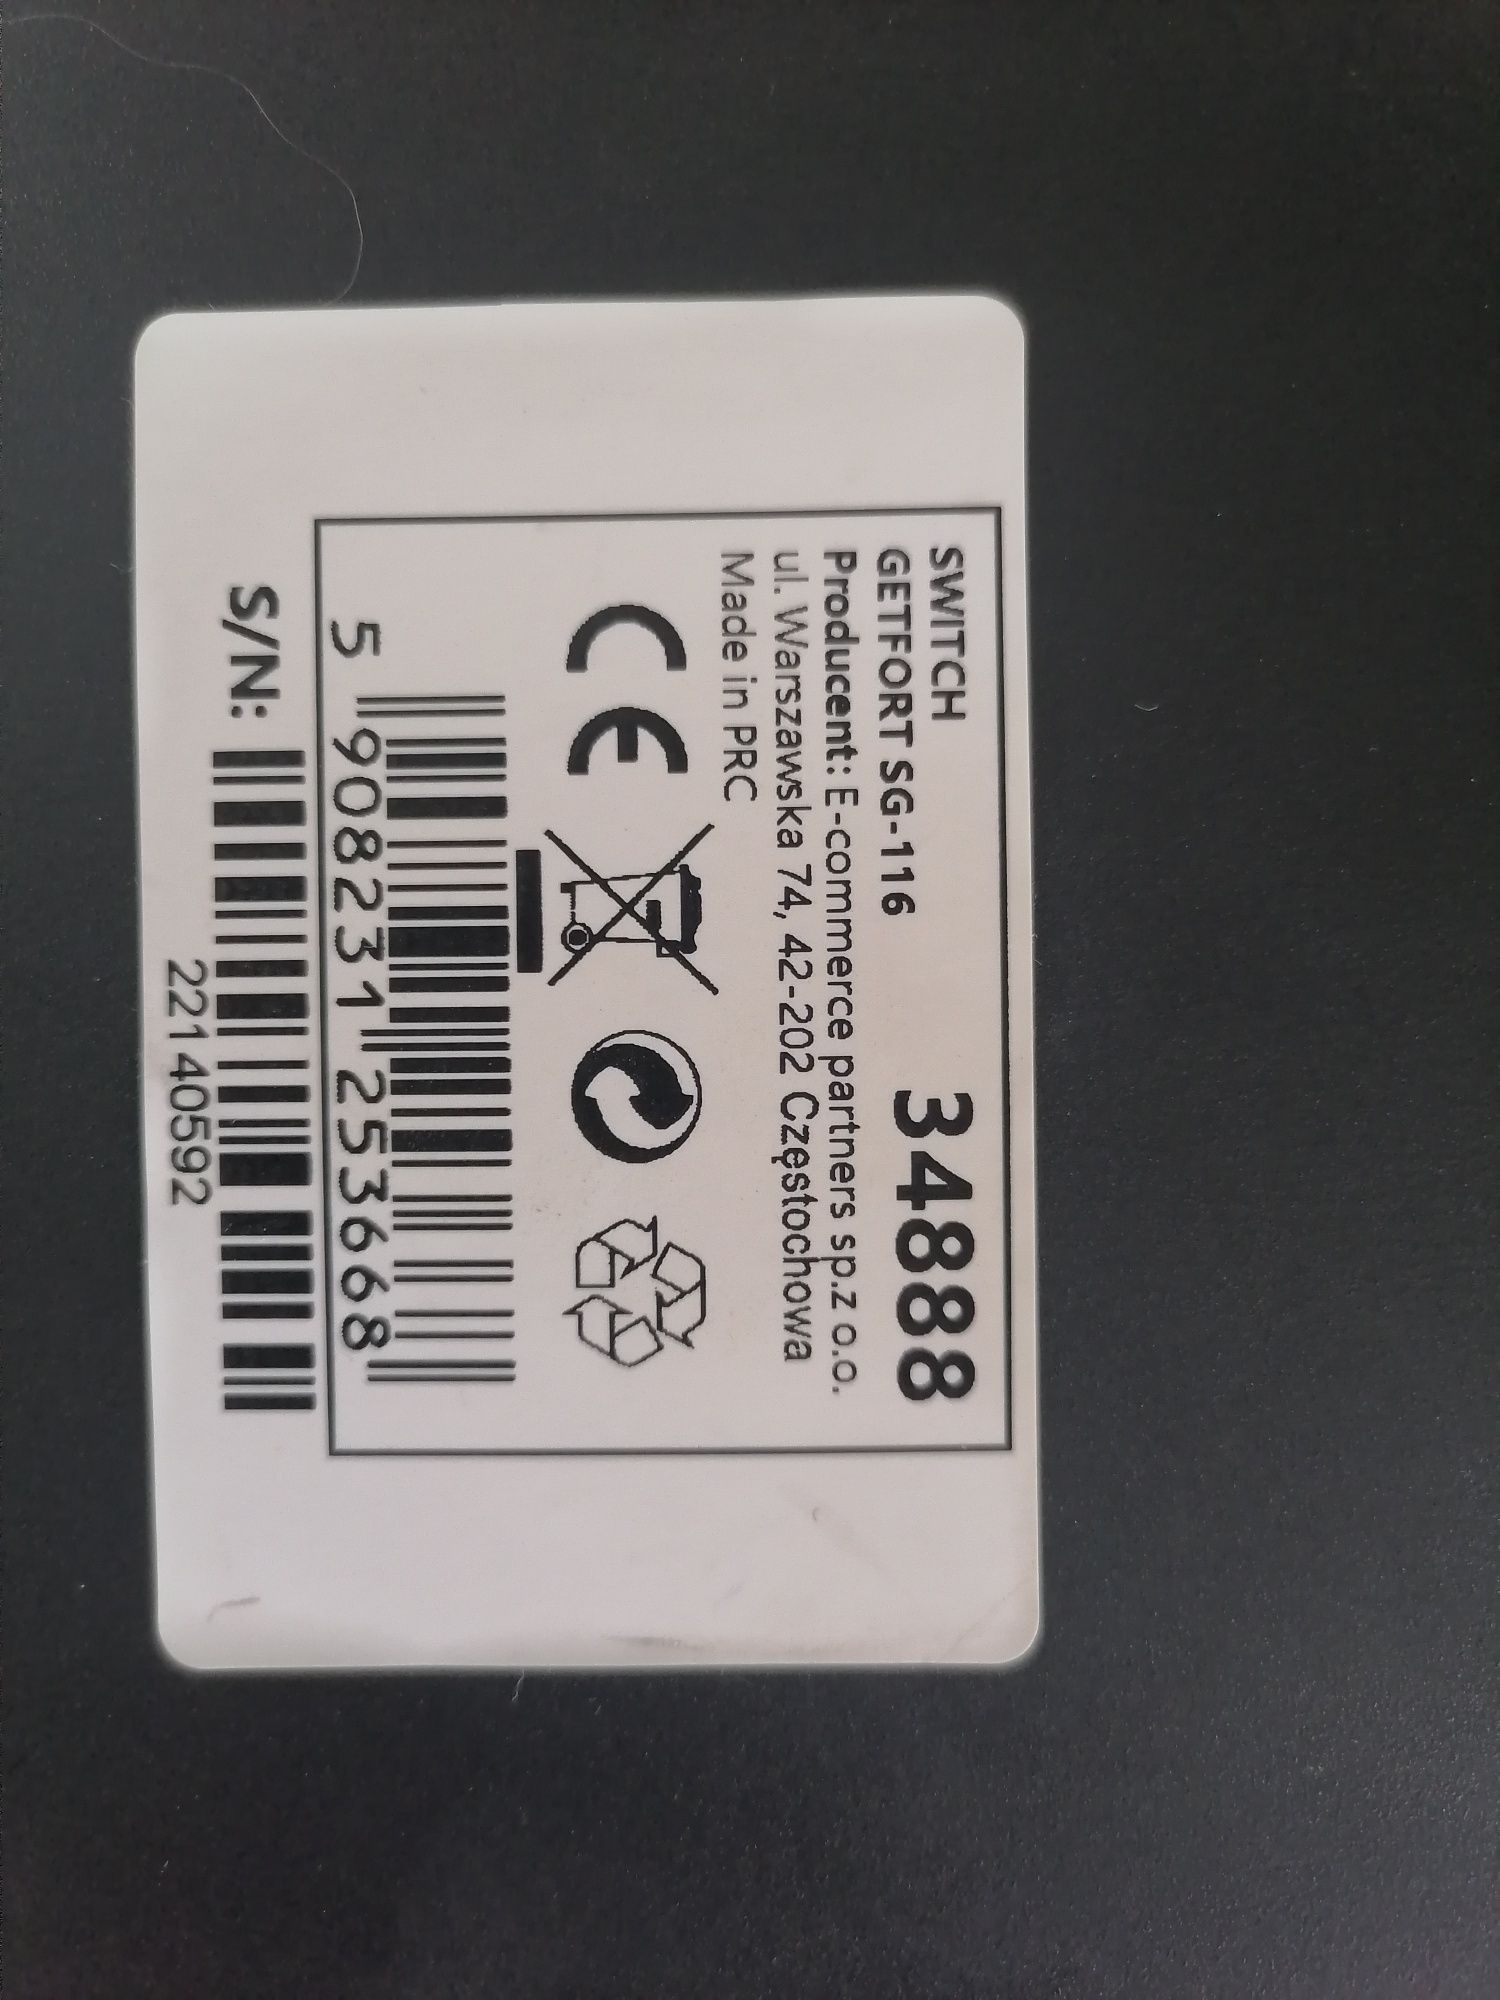 SWITCH
GETFORT SG-116
34888
Producent: E-commerce partners sp.z o.o.
ul. Warszawska 74, 42-202 Częstochowa
Made in PRC
CE
5 908231 253668
S/N:
22140592